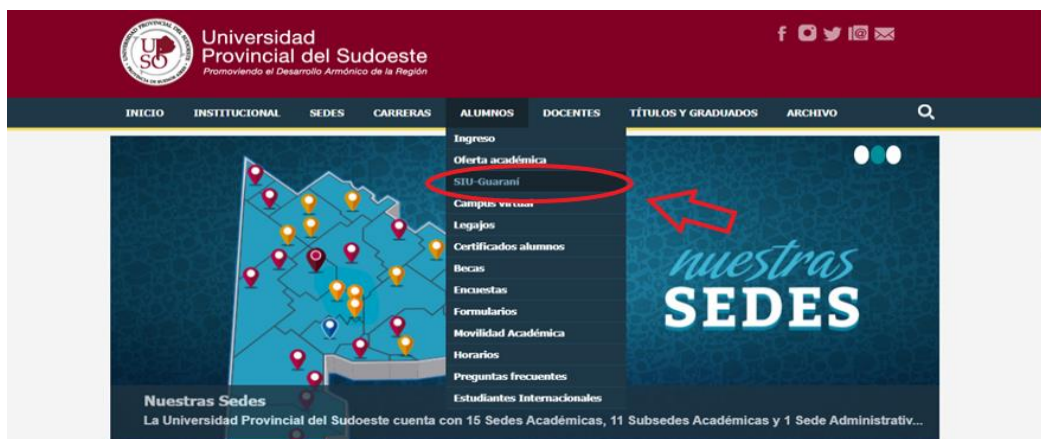 Universidad
Provincial del Sudoeste
Promoviendo el Desarrollo Armónico de la Región
INICIO INSTITUCIONAL SEDES CARRERAS ALUMNOS DOCENTES TÍTULOS Y GRADUADOS ARCHIVO
Ingreso
Oferta académica
SIU-Guaraní
Campus virtual
Legajos
Certificados alumnos
Becas
Encuestas
Formularios
Movilidad Académica
Horarios
Preguntas frecuentes
Estudiantes Internacionales
nuestras
SEDES
Nuestras Sedes
La Universidad Provincial del Sudoeste cuenta con 15 Sedes Académicas, 11 Subsedes Académicas y 1 Sede Administrativ...